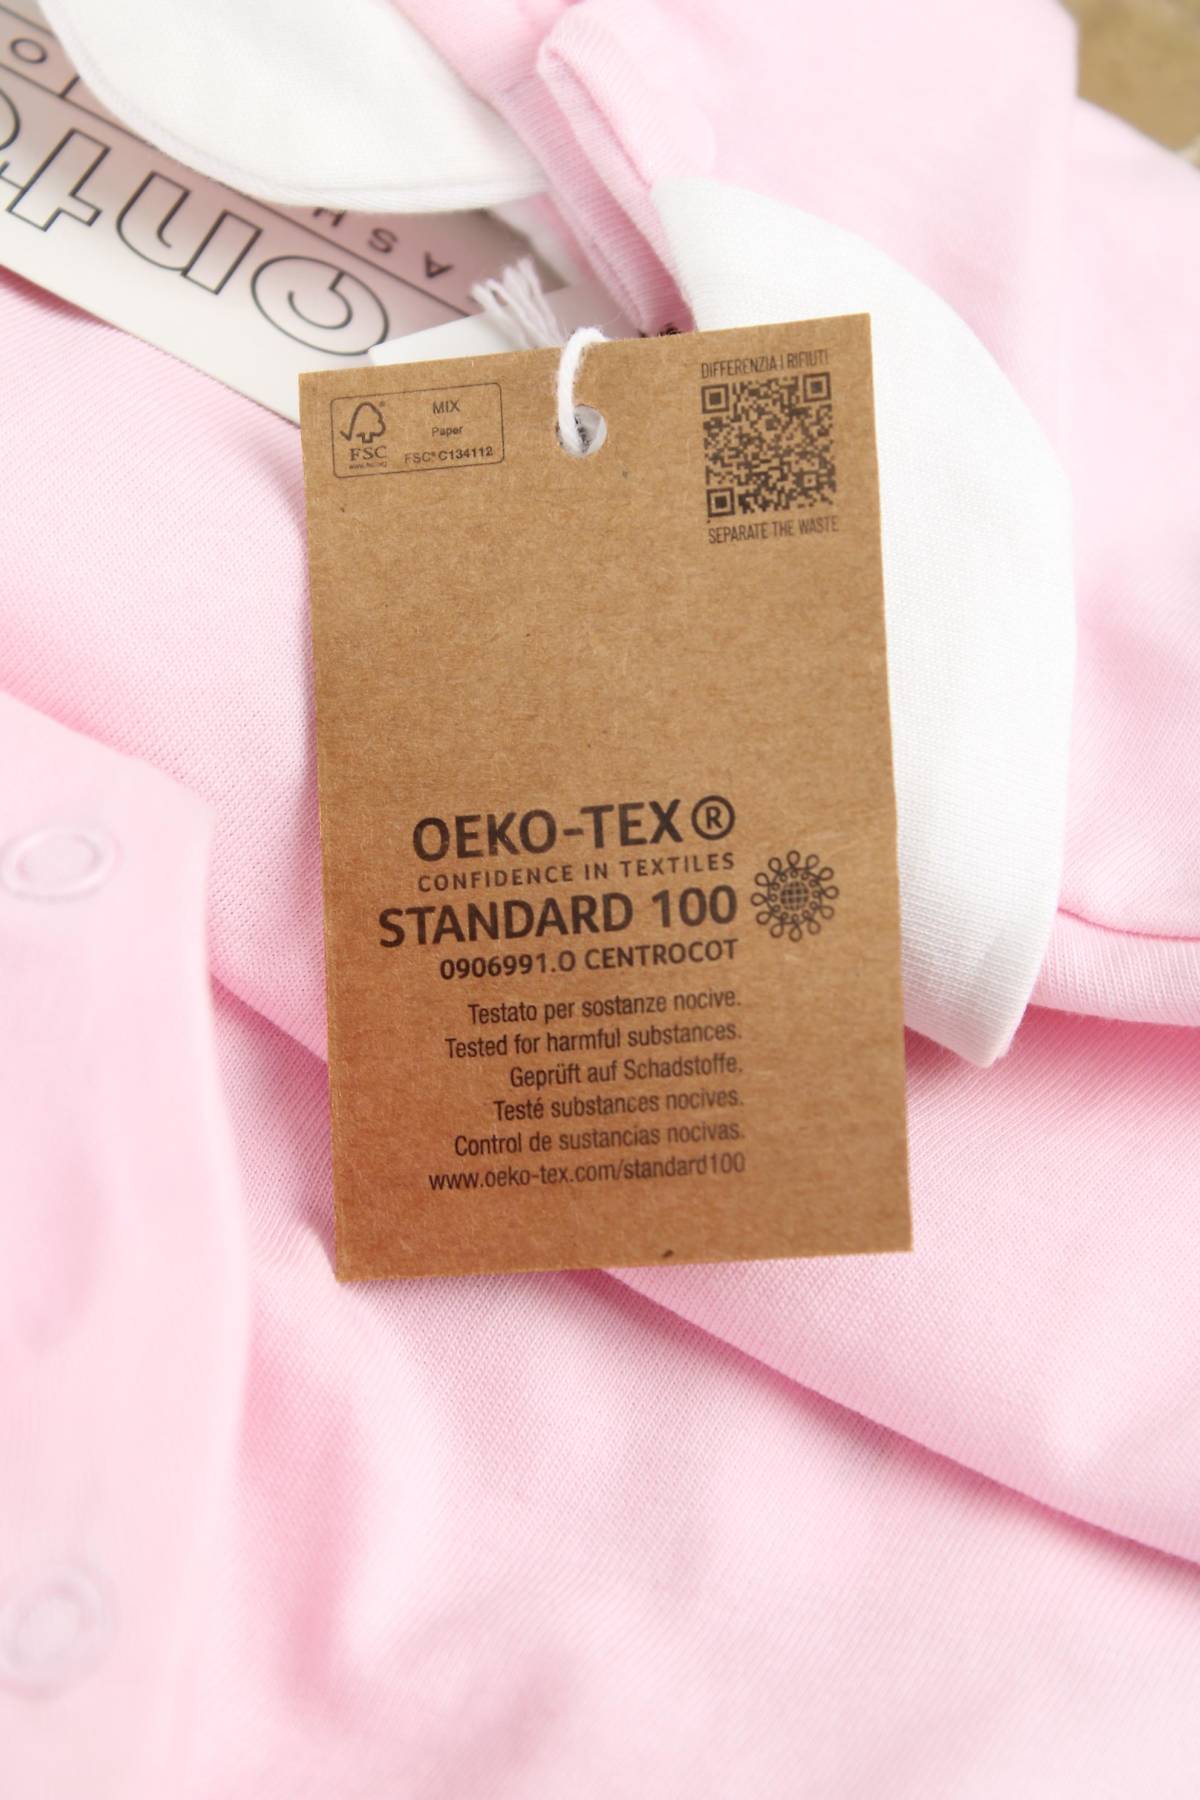 MIX
Paper
FSC® C134112
FSC
DIFFERENZIA I RIFIUTI
SEPARATE THE WASTE
OEKO-TEX®
CONFIDENCE IN TEXTILES
STANDARD 100
0906991.O CENTROCOT
Testato per sostanze nocive.
Tested for harmful substances.
Geprüft auf Schadstoffe.
Testé substances nocives.
Control de sustancias nocivas.
www.oeko-tex.com/standard100